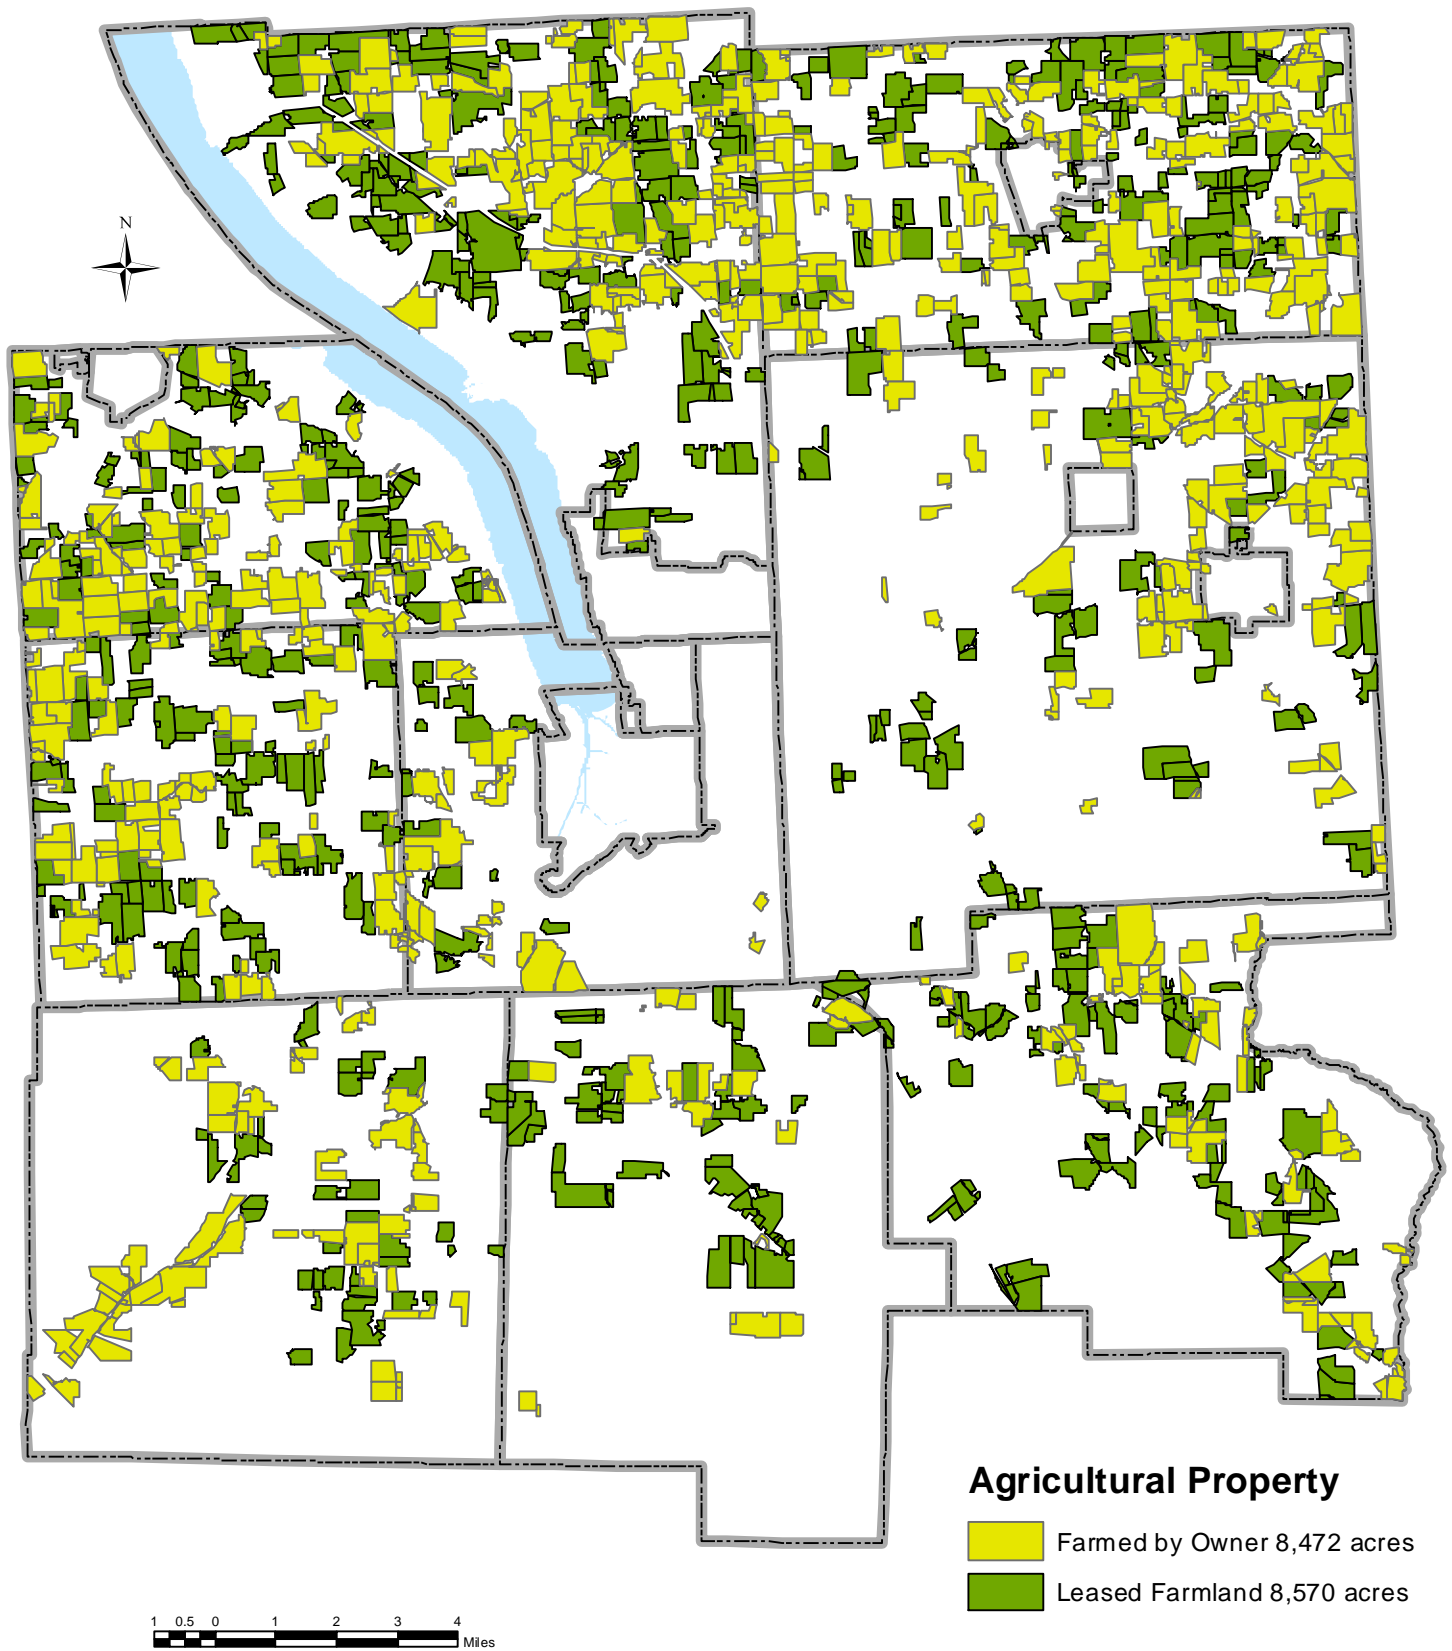 N
Agricultural Property
Farmed by Owner 8,472 acres
Leased Farmland 8,570 acres
1 0.5 0 1 2 3 4
Miles